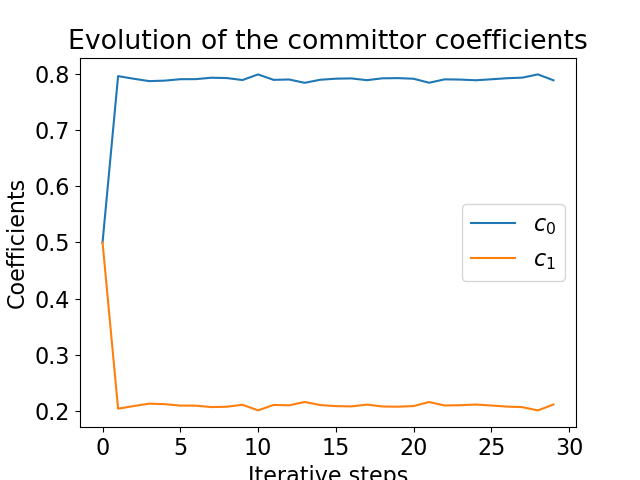 Evolution of the committor coefficients
Coefficients
0.8
0.7
0.6
0.5
0.4
0.3
0.2
c₀
c₁
0 5 10 15 20 25 30
Iterative steps